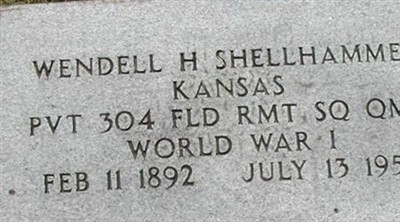 WENDELL H SHELLHAMME
KANSAS
PVT 304 FLD RMT SQ QM
WORLD WAR I
FEB 11 1892 JULY 13 195